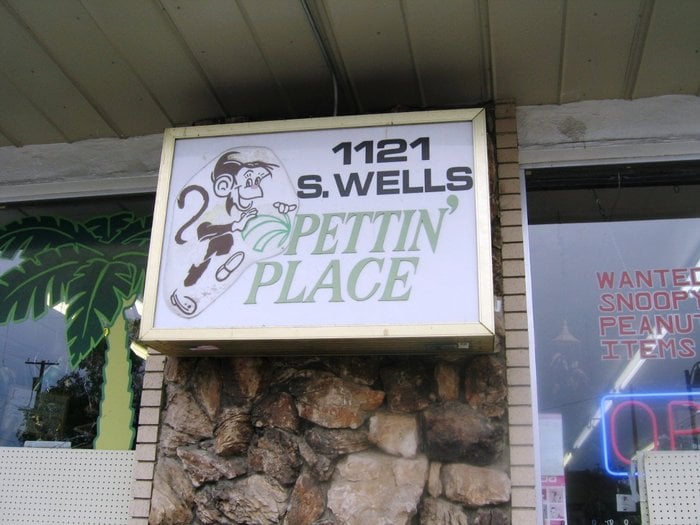 1121
S. WELLS
PETTIN'
PLACE
WANTED
SNOOPY
PEANUT
ITEMS